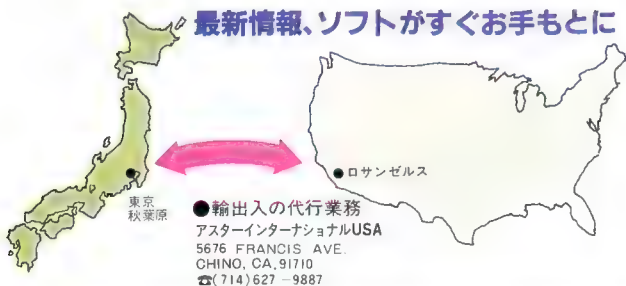 最新情報、ソフトがすぐお手もとに
東京
秋葉原
ロサンゼルス
●輸出入の代行業務
アスターインターナショナルUSA
5676 FRANCIS AVE.
CHINO, CA.91710
☎(714)627-9887